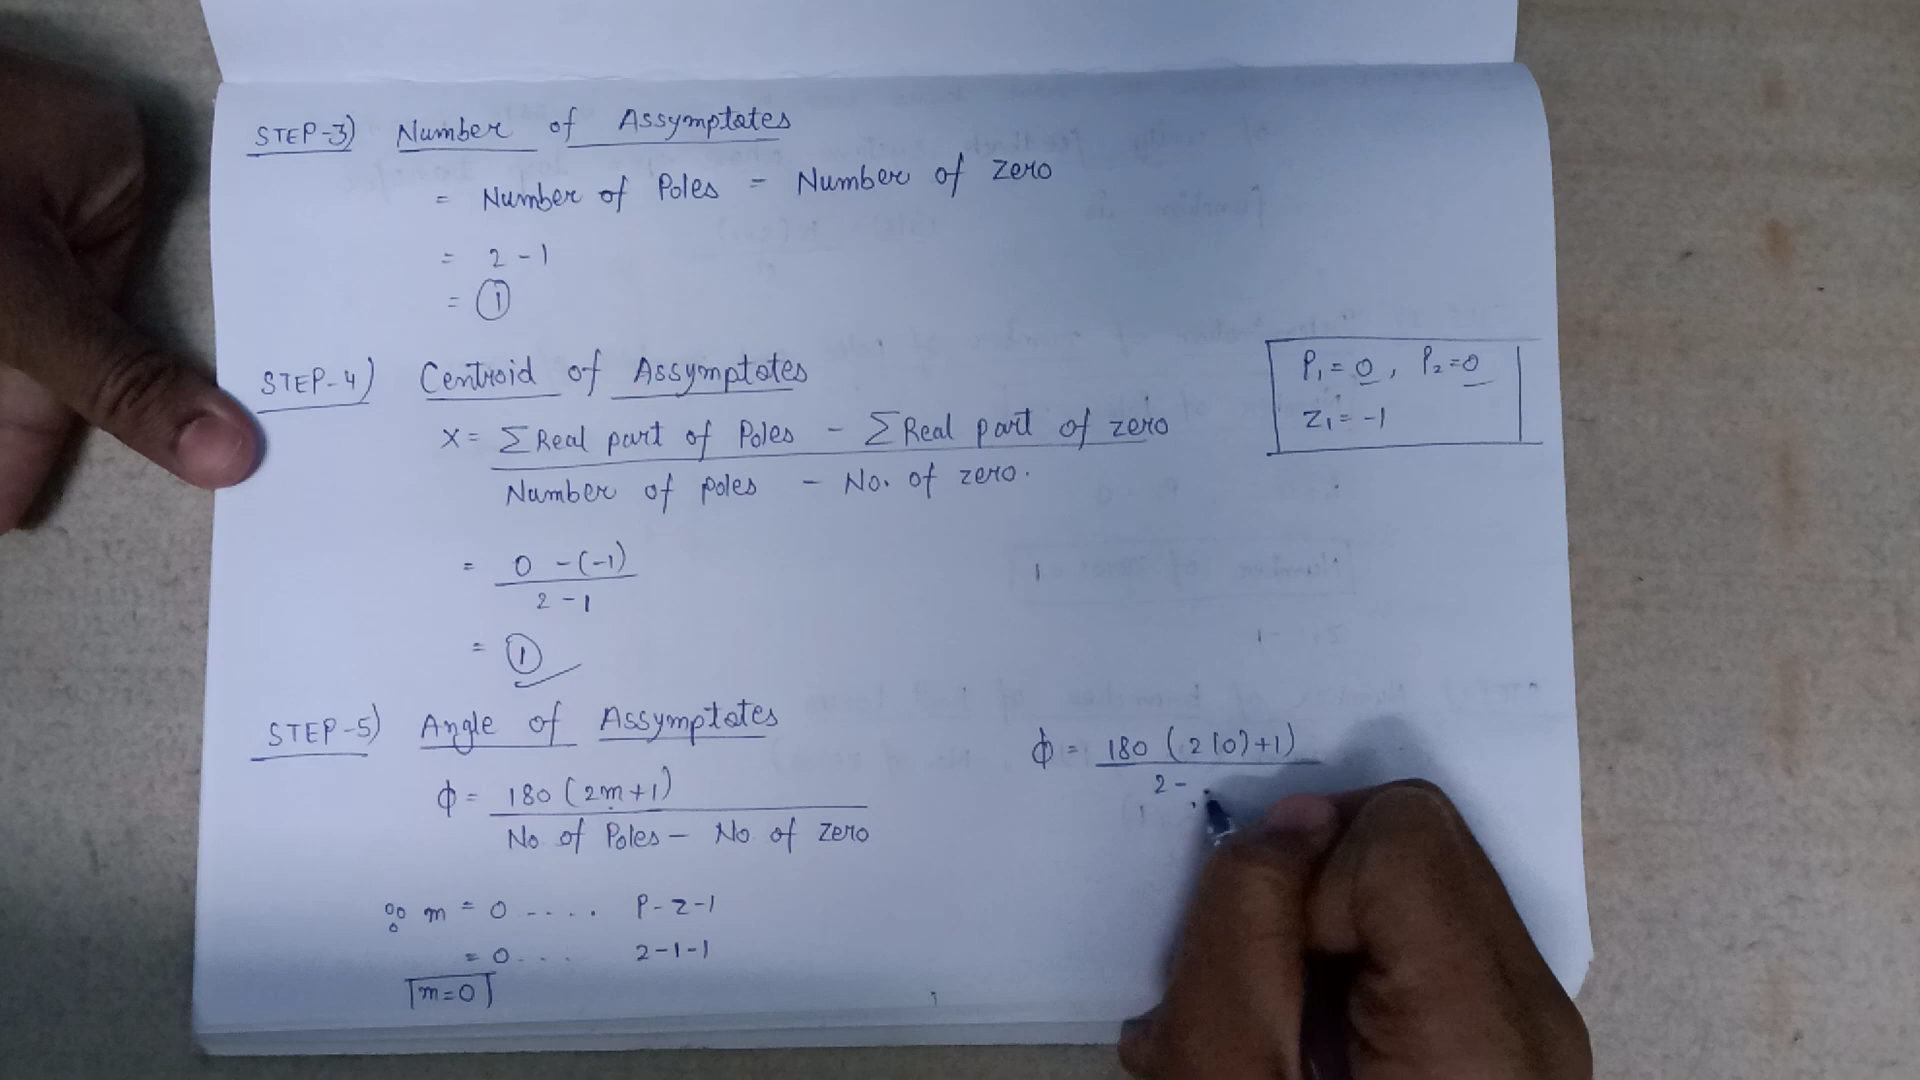 STEP-3) Number of Assymptotes
= Number of Poles - Number of zero
= 2 - 1
= 1
STEP-4) Centroid of Assymptotes
X = Σ Real part of Poles - Σ Real part of zero
Number of poles - No. of zero.
P₁ = 0, P₂ = 0
Z₁ = -1
= 0 - (-1)
2 - 1
= 1
STEP-5) Angle of Assymptotes
ϕ = 180 (2m+1)
No of Poles - No of zero
ϕ = 180 (2(0)+1)
2 -
m = 0 .... P-Z-1
= 0... 2-1-1
m=0